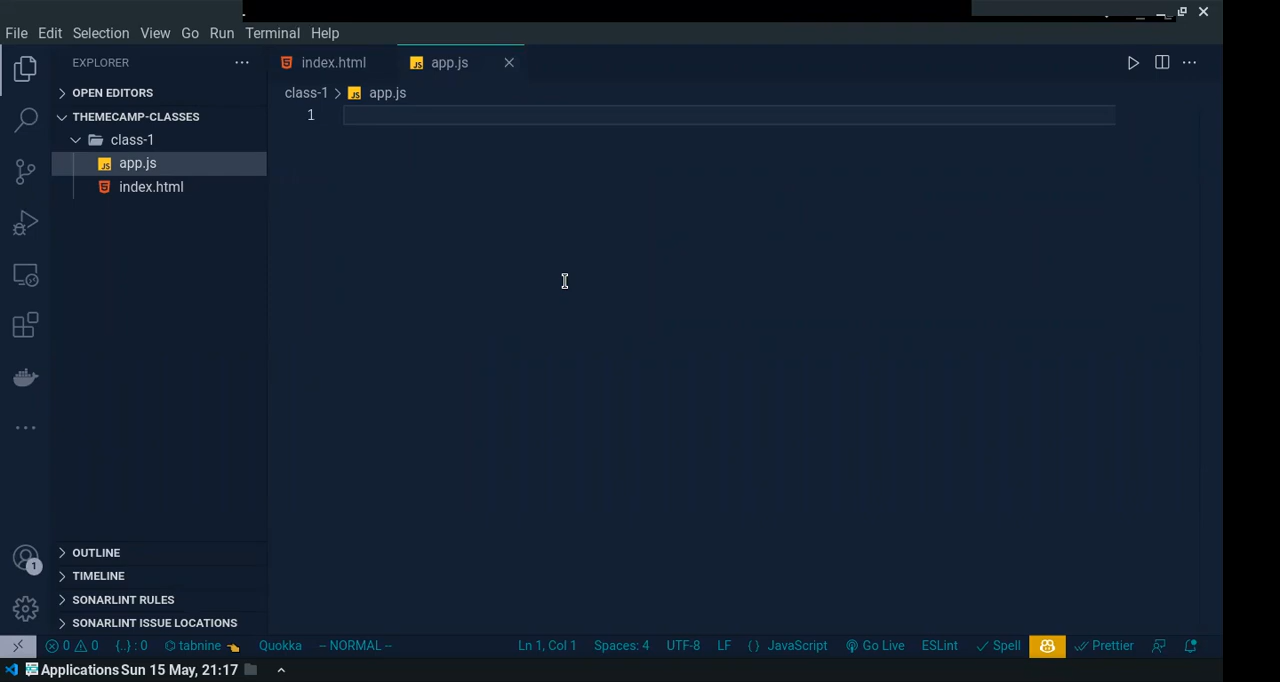 File Edit Selection View Go Run Terminal Help
EXPLORER
index.html
app.js
OPEN EDITORS
class-1 > app.js
THEMECAMP-CLASSES
1
class-1
app.js
index.html
OUTLINE
1
TIMELINE
SONARLINT RULES
SONARLINT ISSUE LOCATIONS
0 0 {..} : 0 tabnine Quokka -- NORMAL -- Ln 1, Col 1 Spaces: 4 UTF-8 LF { } JavaScript Go Live ESLint Spell Prettier
Applications Sun 15 May, 21:17